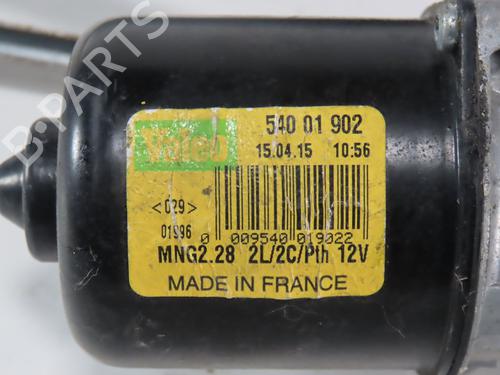 B-PARTS
Valeo
540 01 902
15.04.15 10:56
<029>
01996
0 009540 019022
MNG2.28 2L/2C/Pth 12V
MADE IN FRANCE